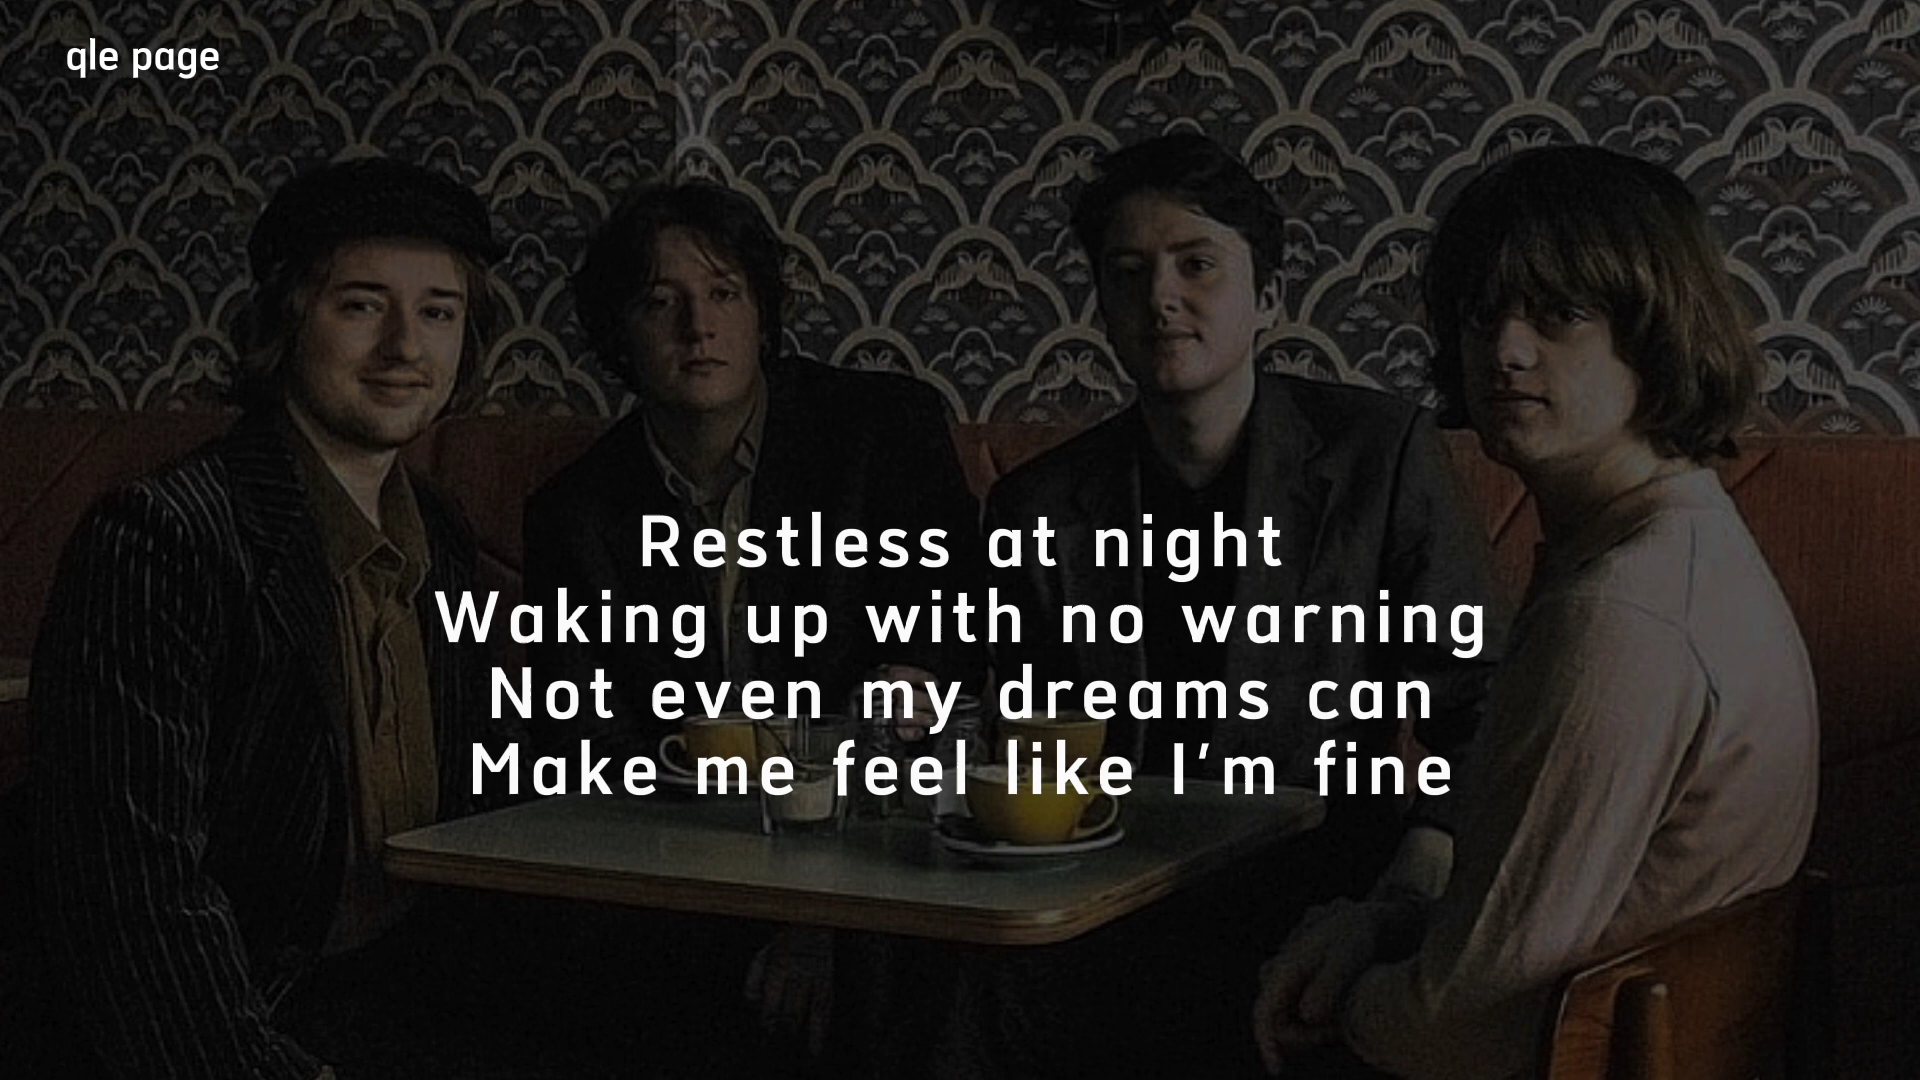 qle page
Restless at night
Waking up with no warning
Not even my dreams can
Make me feel like I'm fine